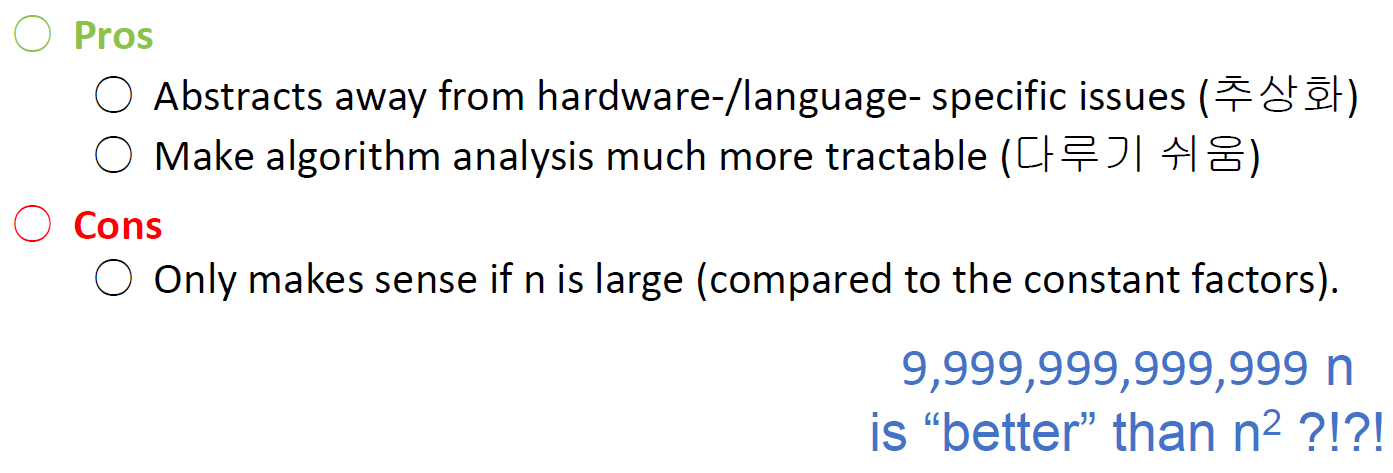 Pros
Abstracts away from hardware-/language- specific issues (추상화)
Make algorithm analysis much more tractable (다루기 쉬움)
Cons
Only makes sense if n is large (compared to the constant factors).
9,999,999,999,999 n
is “better” than n² ?!?!